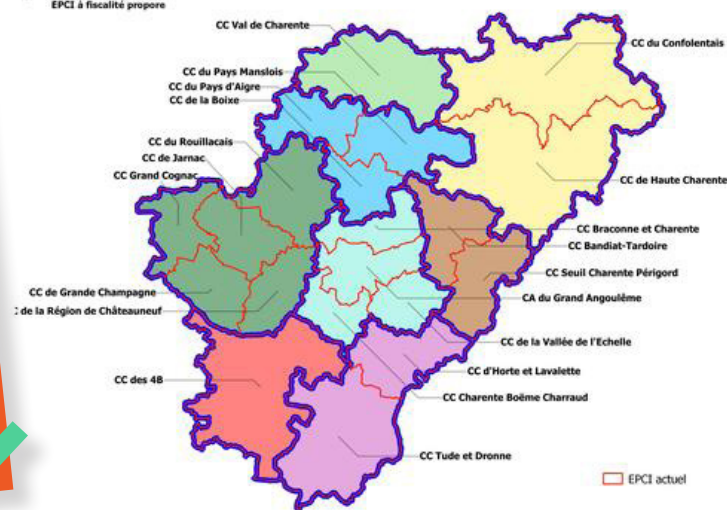 EPCI à fiscalité propore
CC Val de Charente
CC du Confolentais
CC du Pays Manslois
CC du Pays d'Aigre
CC de la Boixe
CC du Rouillacais
CC de Jarnac
CC Grand Cognac
CC de Haute Charente
CC Braconne et Charente
CC Bandiat-Tardoire
CC Seuil Charente Périgord
CC de Grande Champagne
CA du Grand Angoulême
de la Région de Châteauneuf
CC de la Vallée de l'Echelle
CC d'Horte et Lavalette
CC des 4B
CC Charente Boëme Charraud
CC Tude et Dronne
EPCI actuel